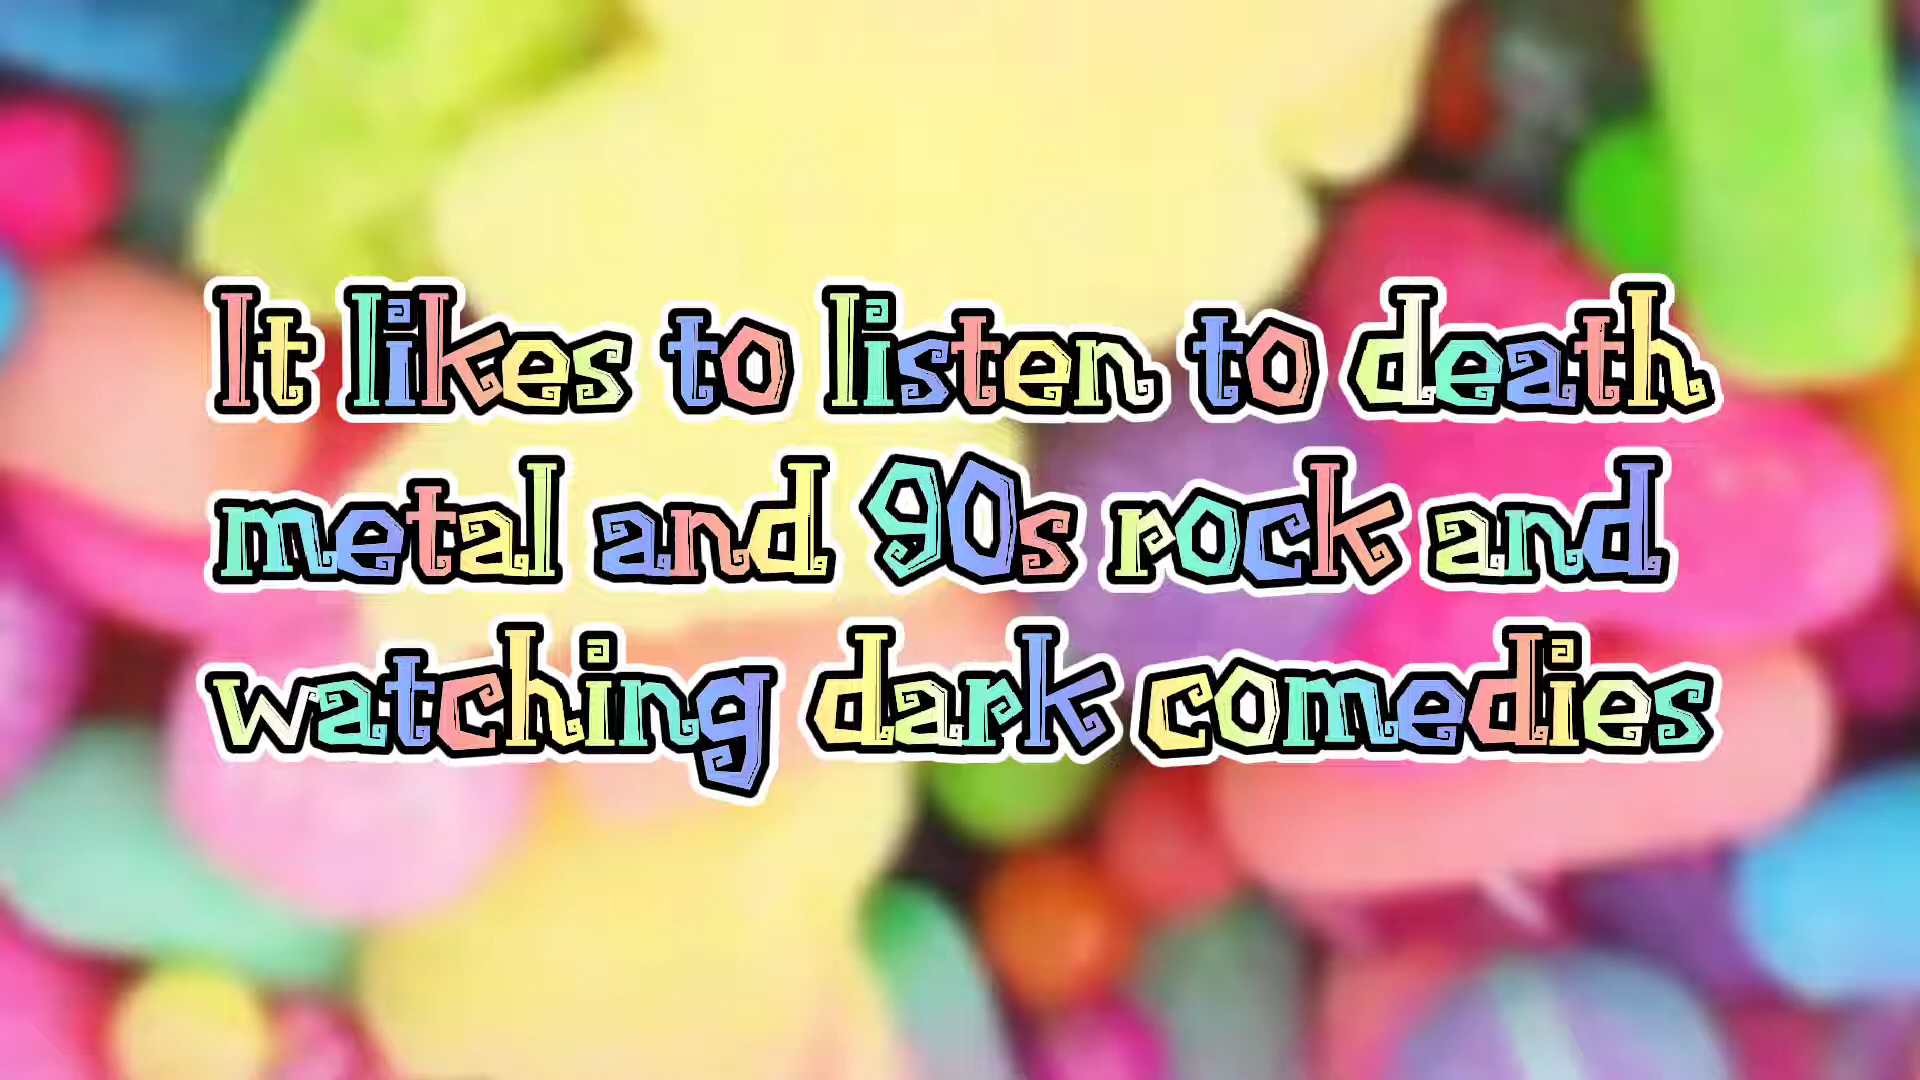 It likes to listen to death
metal and 90s rock and
watching dark comedies